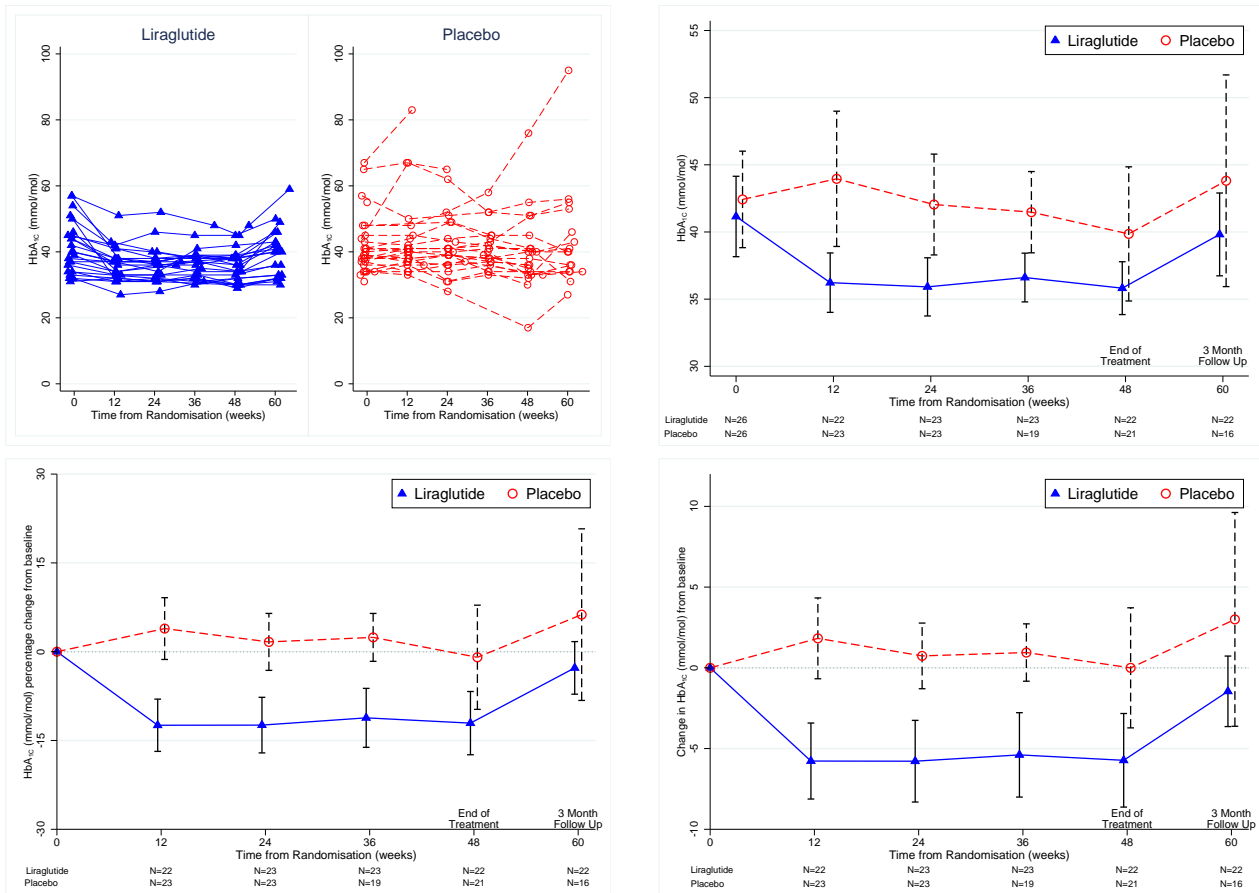 Liraglutide
Placebo
HbA1C (mmol/mol)
100
80
60
40
20
0
0 12 24 36 48 60
Time from Randomisation (weeks)
HbA1C (mmol/mol)
100
80
60
40
20
0
0 12 24 36 48 60
Time from Randomisation (weeks)
Liraglutide Placebo
HbA1C (mmol/mol)
55
50
45
40
35
30
End of
Treatment
3 Month
Follow Up
0 12 24 36 48 60
Time from Randomisation (weeks)
Liraglutide N=26 N=22 N=23 N=23 N=22 N=22
Placebo N=26 N=23 N=23 N=19 N=21 N=16
Liraglutide Placebo
HbA1C (mmol/mol) percentage change from baseline
30
15
0
-15
-30
End of
Treatment
3 Month
Follow Up
0 12 24 36 48 60
Time from Randomisation (weeks)
Liraglutide N=22 N=23 N=23 N=22 N=22
Placebo N=23 N=23 N=19 N=21 N=16
Liraglutide Placebo
Change in HbA1C (mmol/mol) from baseline
10
5
0
-5
-10
End of
Treatment
3 Month
Follow Up
0 12 24 36 48 60
Time from Randomisation (weeks)
Liraglutide N=22 N=23 N=23 N=22 N=22
Placebo N=23 N=23 N=19 N=21 N=16